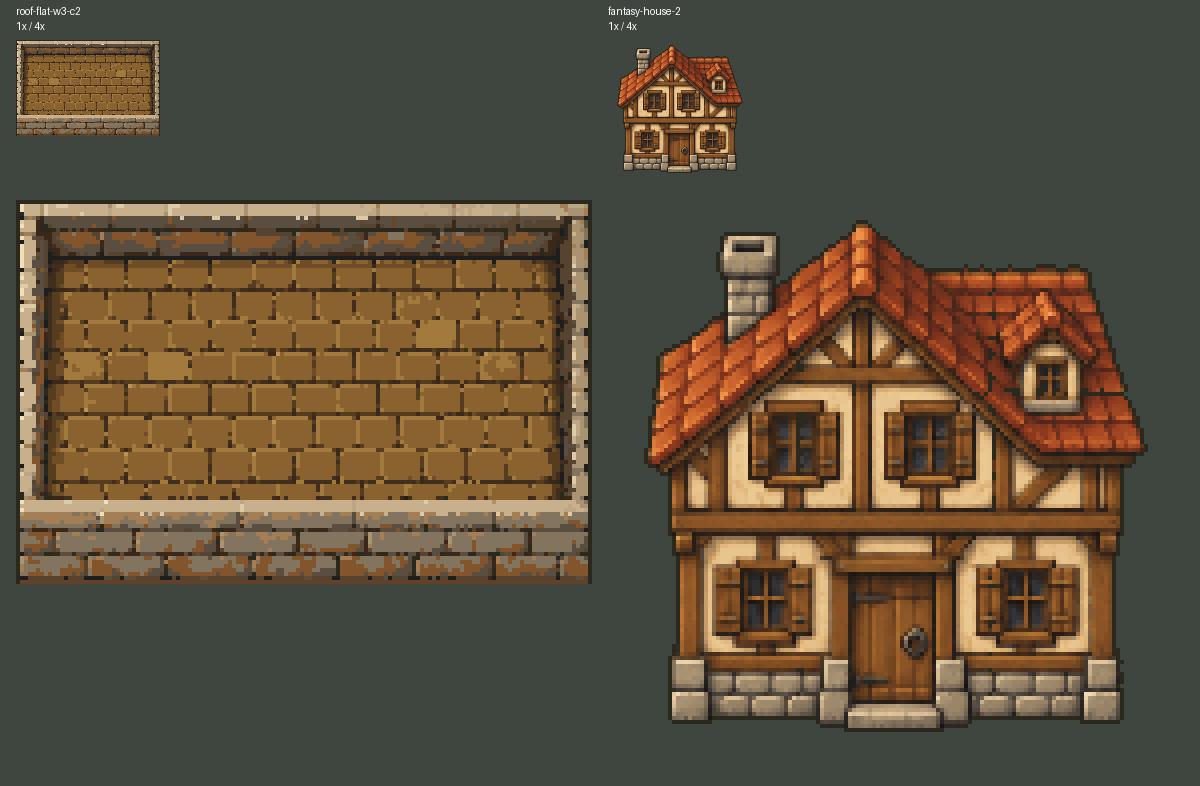 roof-flat-w3-c2
1x / 4x
fantasy-house-2
1x / 4x